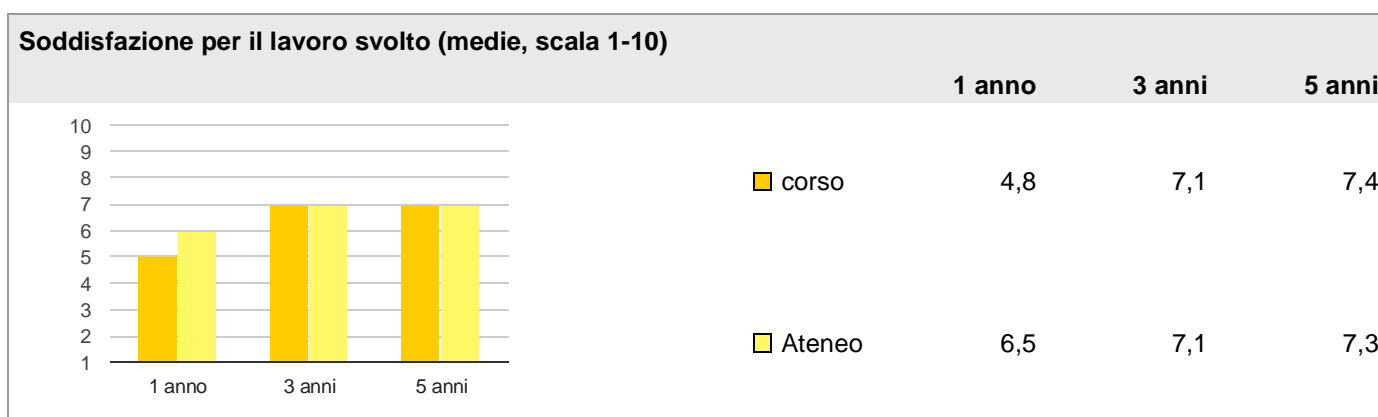 Soddisfazione per il lavoro svolto (medie, scala 1-10)
1 anno 3 anni 5 anni
10
9
8
7
6
5
4
3
2
1
1 anno 3 anni 5 anni
corso 4,8 7,1 7,4
Ateneo 6,5 7,1 7,3